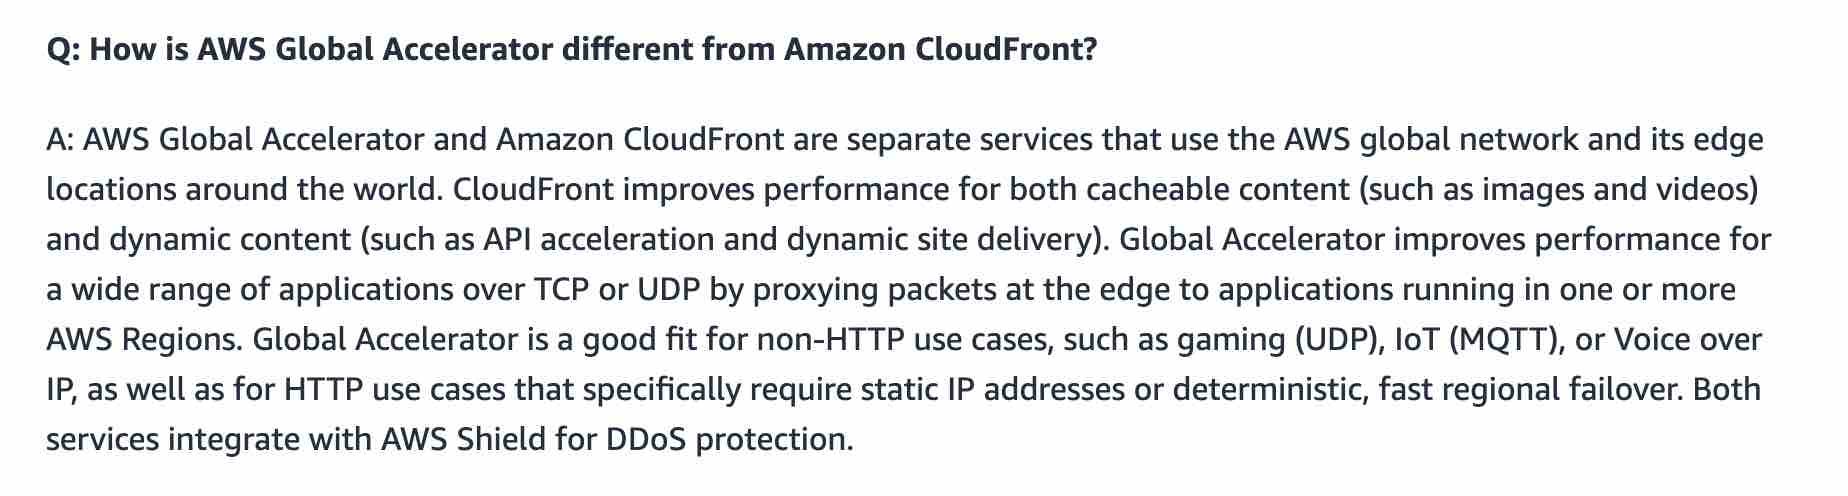 Q: How is AWS Global Accelerator different from Amazon CloudFront?
A: AWS Global Accelerator and Amazon CloudFront are separate services that use the AWS global network and its edge
locations around the world. CloudFront improves performance for both cacheable content (such as images and videos)
and dynamic content (such as API acceleration and dynamic site delivery). Global Accelerator improves performance for
a wide range of applications over TCP or UDP by proxying packets at the edge to applications running in one or more
AWS Regions. Global Accelerator is a good fit for non-HTTP use cases, such as gaming (UDP), IoT (MQTT), or Voice over
IP, as well as for HTTP use cases that specifically require static IP addresses or deterministic, fast regional failover. Both
services integrate with AWS Shield for DDoS protection.